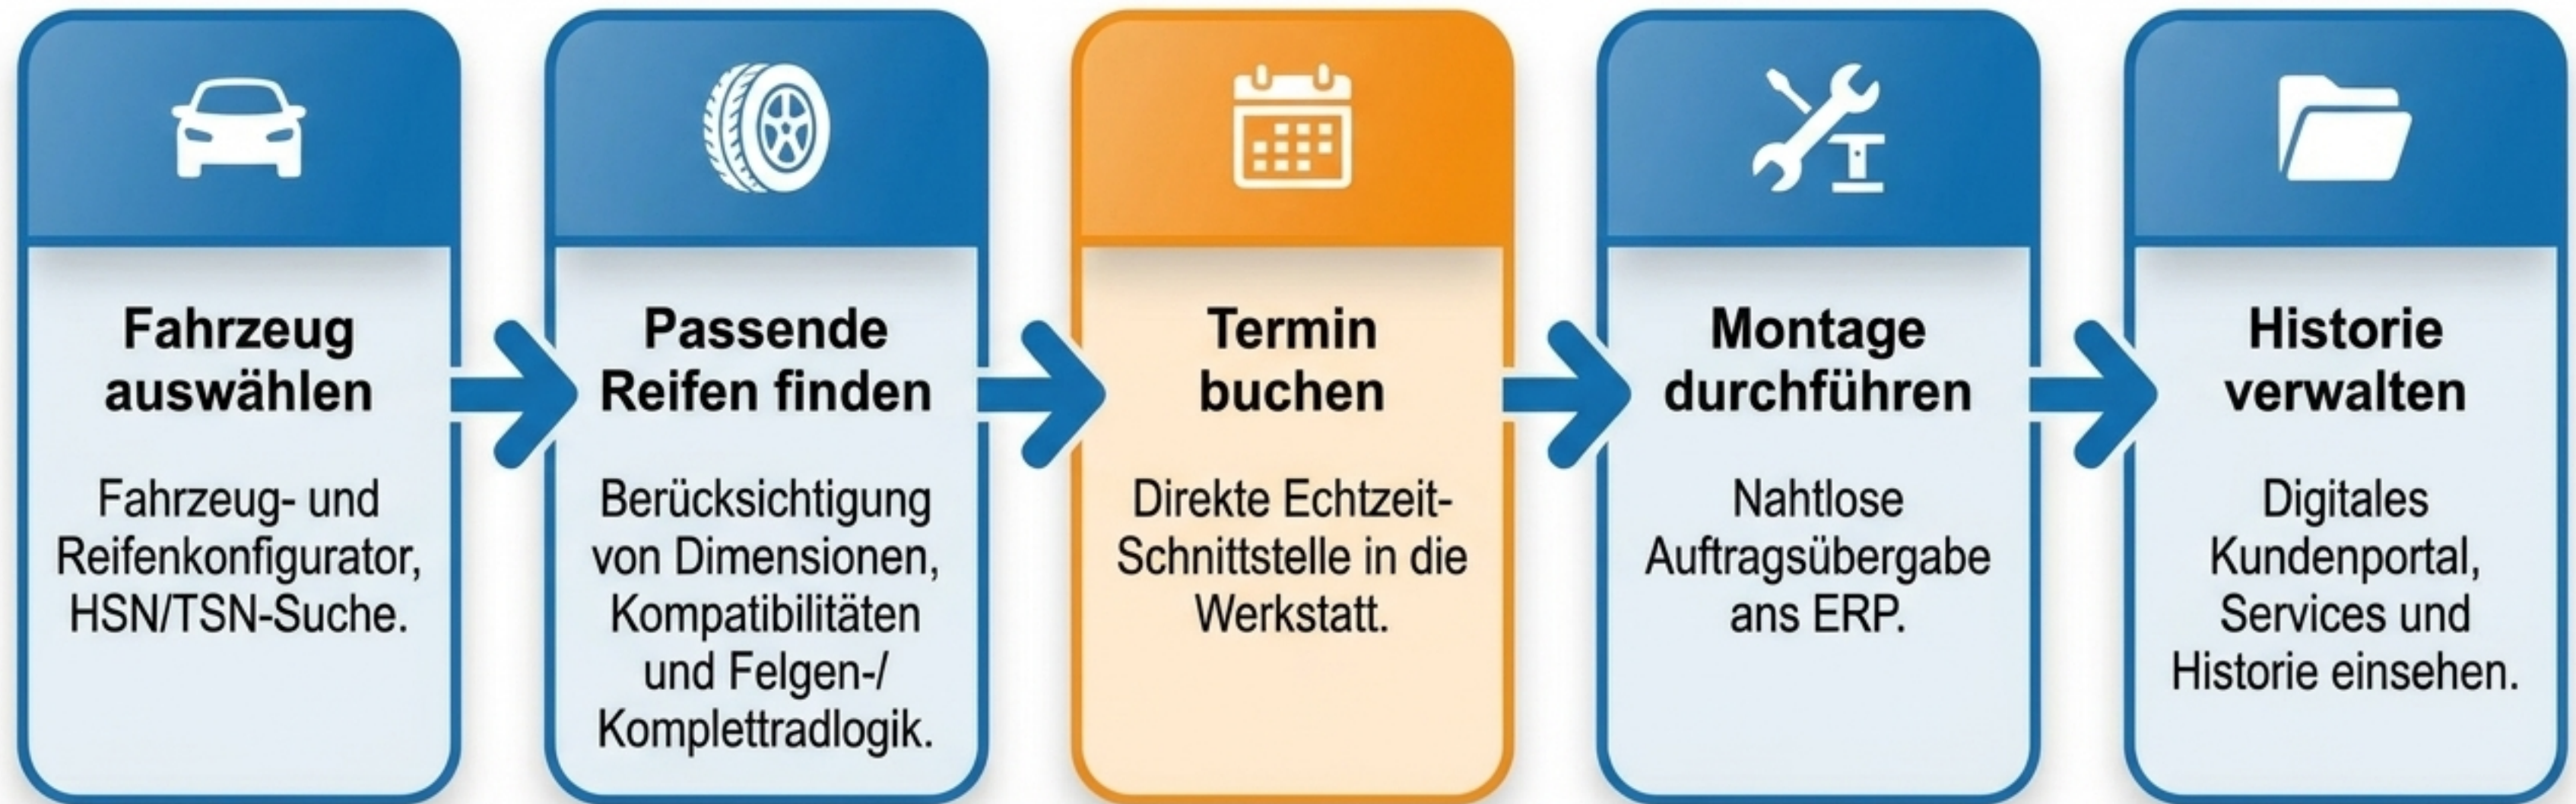 Fahrzeug
auswählen
Fahrzeug- und
Reifenkonfigurator,
HSN/TSN-Suche.
Passende
Reifen finden
Berücksichtigung
von Dimensionen,
Kompatibilitäten
und Felgen-/
Komplettradlogik.
Termin
buchen
Direkte Echtzeit-
Schnittstelle in die
Werkstatt.
Montage
durchführen
Nahtlose
Auftragsübergabe
ans ERP.
Historie
verwalten
Digitales
Kundenportal,
Services und
Historie einsehen.